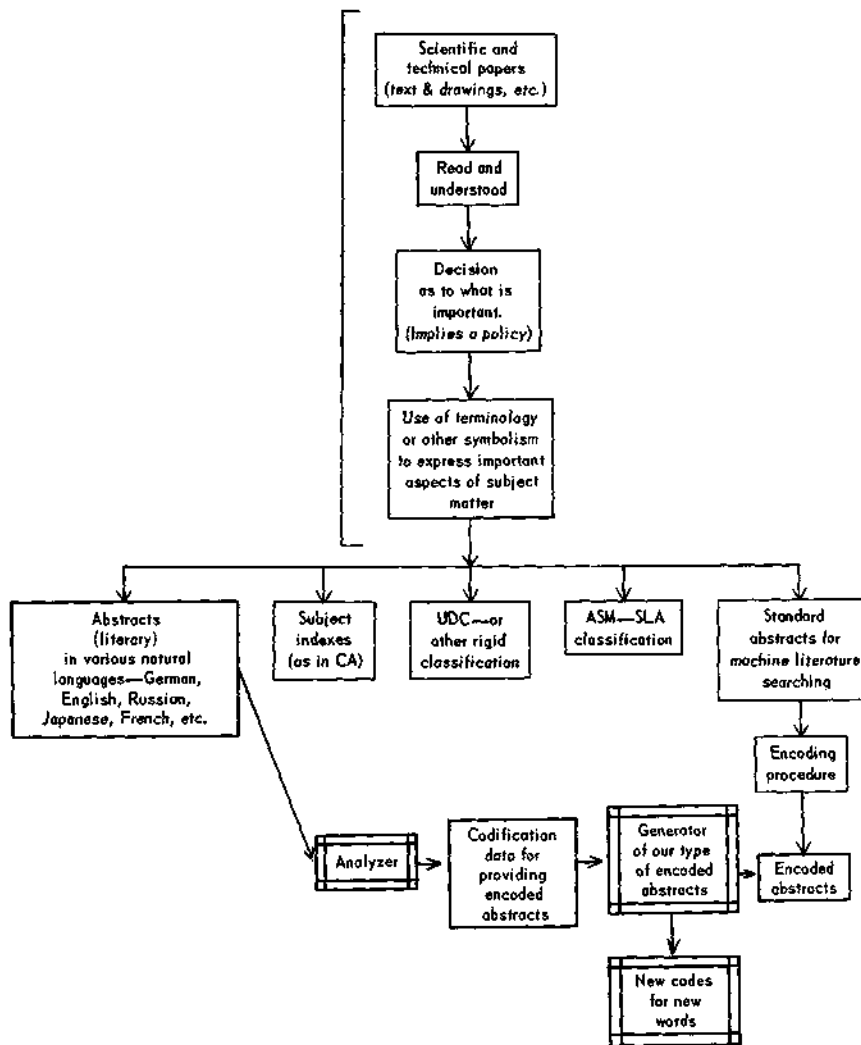 Scientific and
technical papers
(text & drawings, etc.)
Read and
understood
Decision
as to what is
important.
(Implies a policy)
Use of terminology
or other symbolism
to express important
aspects of subject
matter
Abstracts
(literary)
in various natural
languages—German,
English, Russian,
Japanese, French, etc.
Subject
indexes
(as in CA)
UDC—or
other rigid
classification
ASM—SLA
classification
Standard
abstracts for
machine literature
searching
Encoding
procedure
Analyzer
Codification
data for
providing
encoded
abstracts
Generator
of our type
of encoded
abstracts
Encoded
abstracts
New codes
for new
words